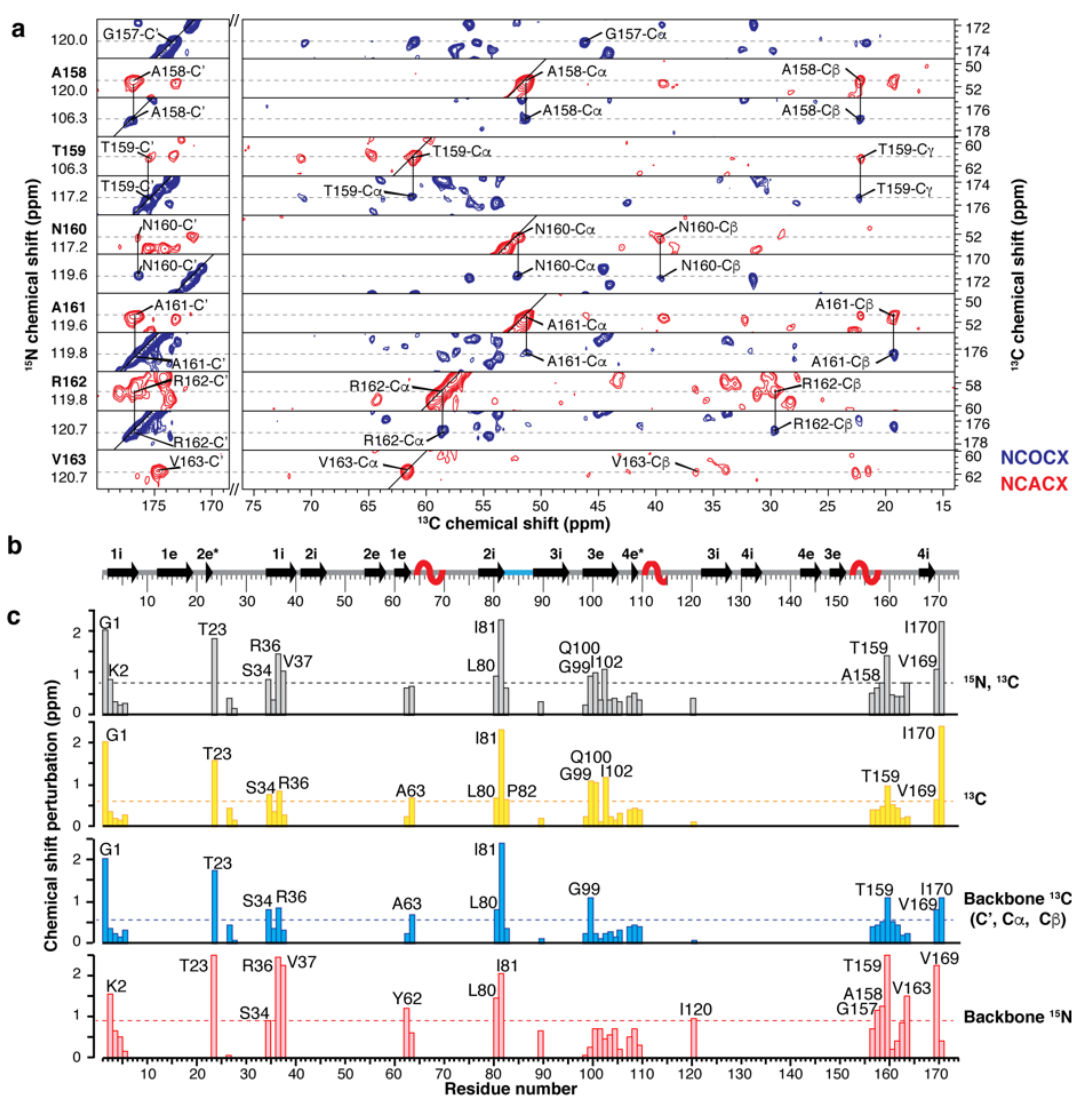 a
¹⁵N chemical shift (ppm)
¹³C chemical shift (ppm)
120.0 G157-C' G157-Cα 172 174
A158 120.0 A158-C' A158-Cα A158-Cβ 50 52
106.3 A158-C' A158-Cα A158-Cβ 176 178
T159 106.3 T159-C' T159-Cα T159-Cγ 60 62
117.2 T159-C' T159-Cα T159-Cγ 174 176
N160 117.2 N160-C' N160-Cα N160-Cβ 52
119.6 N160-C' N160-Cα N160-Cβ 170 172
A161 119.6 A161-C' A161-Cα A161-Cβ 50 52
119.8 A161-C' A161-Cα A161-Cβ 176
R162 119.8 R162-C' R162-Cα R162-Cβ 58 60
120.7 R162-C' R162-Cα R162-Cβ 176 178
V163 120.7 V163-C' V163-Cα V163-Cβ 60 62
NCOCX
NCACX
175 170 75 70 65 60 55 50 45 40 35 30 25 20 15
¹³C chemical shift (ppm)
b
1i 1e 2e* 1i 2i 2e 1e 2i 3i 3e 4e* 3i 4i 4e 3e 4i
10 20 30 40 50 60 70 80 90 100 110 120 130 140 150 160 170
c
Chemical shift perturbation (ppm)
2 1 0
G1 K2 T23 S34 R36 V37 L80 I81 G99 Q100 I102 A158 T159 V169 I170
¹⁵N, ¹³C
2 1 0
G1 T23 S34 R36 A63 L80 I81 P82 G99 Q100 I102 T159 V169 I170
¹³C
2 1 0
G1 T23 S34 R36 A63 L80 I81 G99 T159 V169 I170
Backbone ¹³C
(C', Cα, Cβ)
2 1 0
K2 T23 S34 R36 V37 Y62 L80 I81 I120 G157 A158 T159 V163 V169
Backbone ¹⁵N
10 20 30 40 50 60 70 80 90 100 110 120 130 140 150 160 170
Residue number